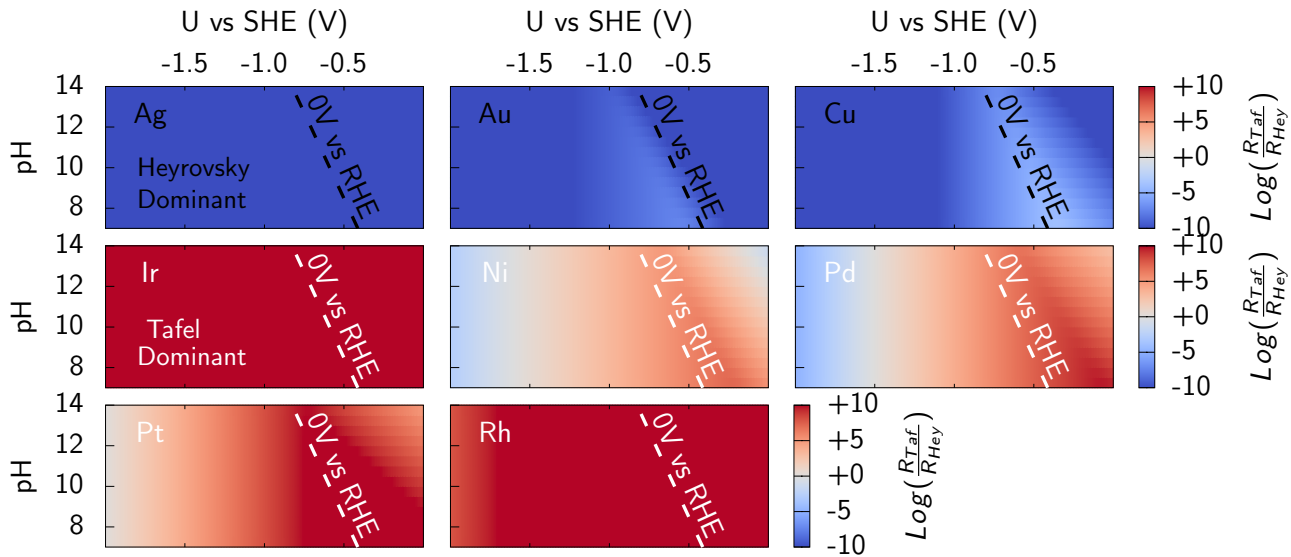 U vs SHE (V) U vs SHE (V) U vs SHE (V)
-1.5 -1.0 -0.5 -1.5 -1.0 -0.5 -1.5 -1.0 -0.5
pH
14
12
10
8
Ag
Heyrovsky
Dominant
0V vs RHE
Au
0V vs RHE
Cu
0V vs RHE
+10
+5
+0
-5
-10
Log(R_Taf/R_Hey)
pH
14
12
10
8
Ir
Tafel
Dominant
0V vs RHE
Ni
0V vs RHE
Pd
0V vs RHE
+10
+5
+0
-5
-10
Log(R_Taf/R_Hey)
pH
14
12
10
8
Pt
0V vs RHE
Rh
0V vs RHE
+10
+5
+0
-5
-10
Log(R_Taf/R_Hey)